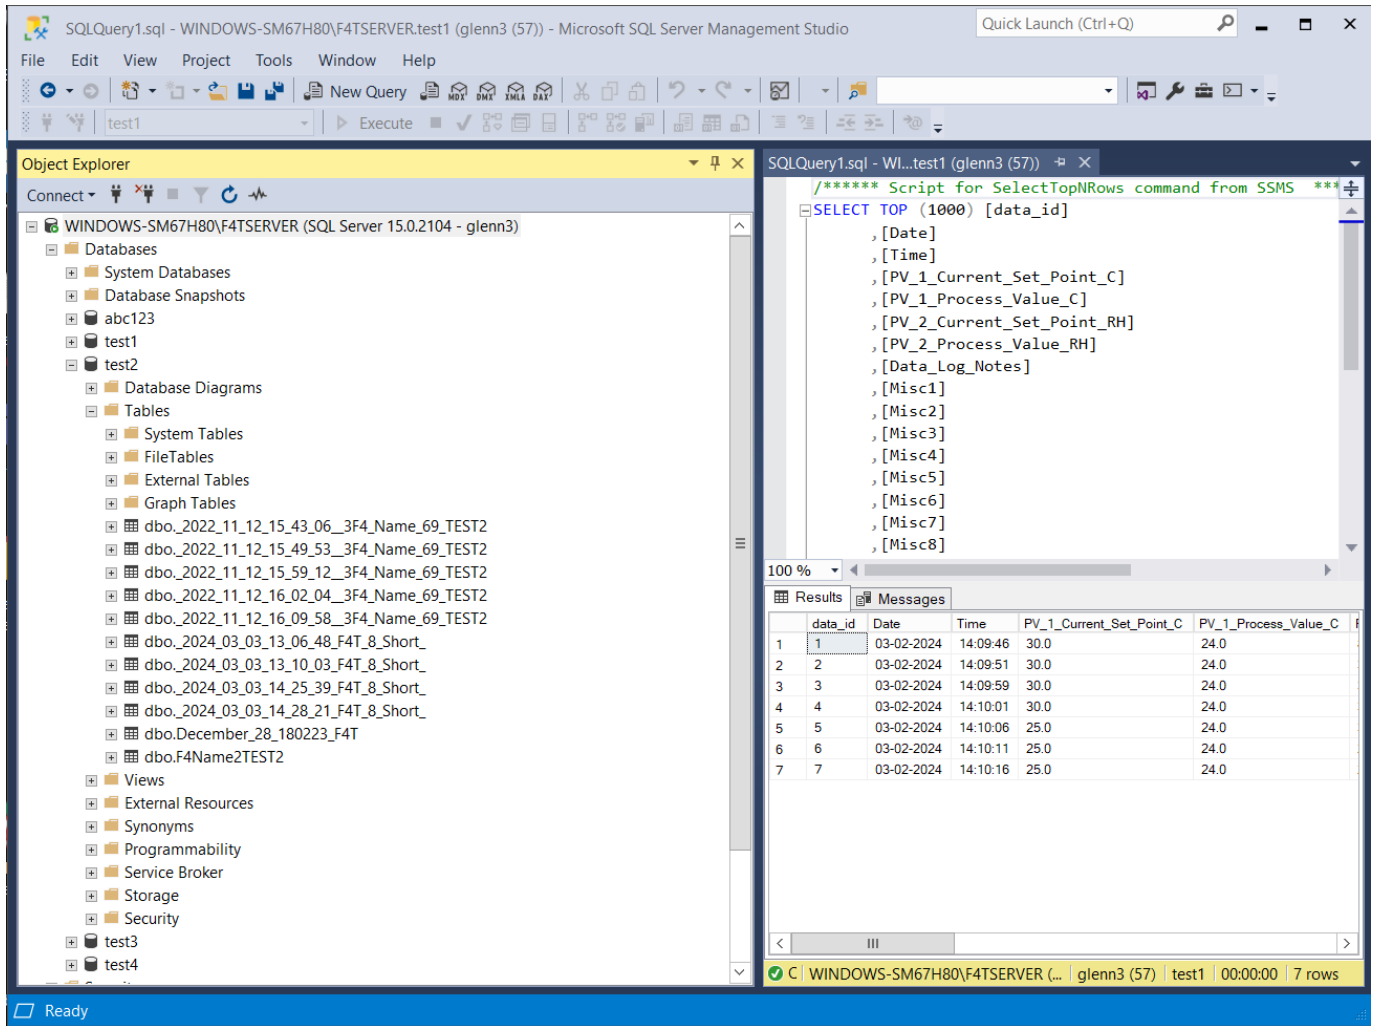 SQLQuery1.sql - WINDOWS-SM67H80\F4TSERVER.test1 (glenn3 (57)) - Microsoft SQL Server Management Studio
Quick Launch (Ctrl+Q)
File Edit View Project Tools Window Help
New Query MDX DMX XMLA DAX
test1
Execute
Object Explorer
Connect
WINDOWS-SM67H80\F4TSERVER (SQL Server 15.0.2104 - glenn3)
Databases
System Databases
Database Snapshots
abc123
test1
test2
Database Diagrams
Tables
System Tables
FileTables
External Tables
Graph Tables
dbo._2022_11_12_15_43_06__3F4_Name_69_TEST2
dbo._2022_11_12_15_49_53__3F4_Name_69_TEST2
dbo._2022_11_12_15_59_12__3F4_Name_69_TEST2
dbo._2022_11_12_16_02_04__3F4_Name_69_TEST2
dbo._2022_11_12_16_09_58__3F4_Name_69_TEST2
dbo._2024_03_03_13_06_48_F4T_8_Short_
dbo._2024_03_03_13_10_03_F4T_8_Short_
dbo._2024_03_03_14_25_39_F4T_8_Short_
dbo._2024_03_03_14_28_21_F4T_8_Short_
dbo.December_28_180223_F4T
dbo.F4Name2TEST2
Views
External Resources
Synonyms
Programmability
Service Broker
Storage
Security
test3
test4
SQLQuery1.sql - WI...test1 (glenn3 (57))
/****** Script for SelectTopNRows command from SSMS ***
SELECT TOP (1000) [data_id]
,[Date]
,[Time]
,[PV_1_Current_Set_Point_C]
,[PV_1_Process_Value_C]
,[PV_2_Current_Set_Point_RH]
,[PV_2_Process_Value_RH]
,[Data_Log_Notes]
,[Misc1]
,[Misc2]
,[Misc3]
,[Misc4]
,[Misc5]
,[Misc6]
,[Misc7]
,[Misc8]
100 %
Results Messages
data_id Date Time PV_1_Current_Set_Point_C PV_1_Process_Value_C
1 1 03-02-2024 14:09:46 30.0 24.0
2 2 03-02-2024 14:09:51 30.0 24.0
3 3 03-02-2024 14:09:59 30.0 24.0
4 4 03-02-2024 14:10:01 30.0 24.0
5 5 03-02-2024 14:10:06 25.0 24.0
6 6 03-02-2024 14:10:11 25.0 24.0
7 7 03-02-2024 14:10:16 25.0 24.0
C WINDOWS-SM67H80\F4TSERVER (... glenn3 (57) test1 00:00:00 7 rows
Ready